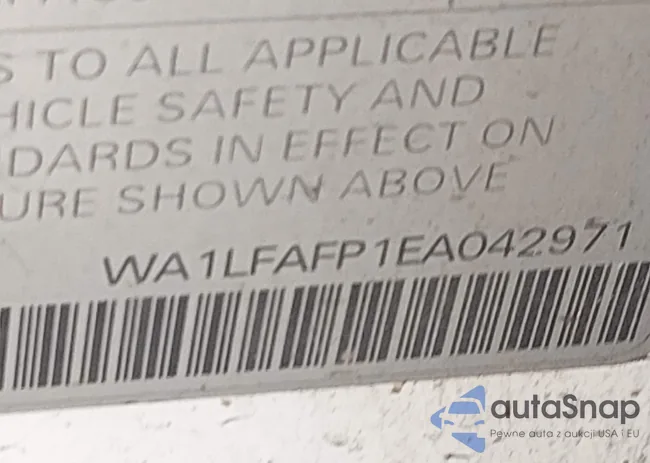 S TO ALL APPLICABLE
HICLE SAFETY AND
DARDS IN EFFECT ON
URE SHOWN ABOVE
WA1LFAFP1EA042971
autaSnap
Pewne auta z aukcji USA i EU